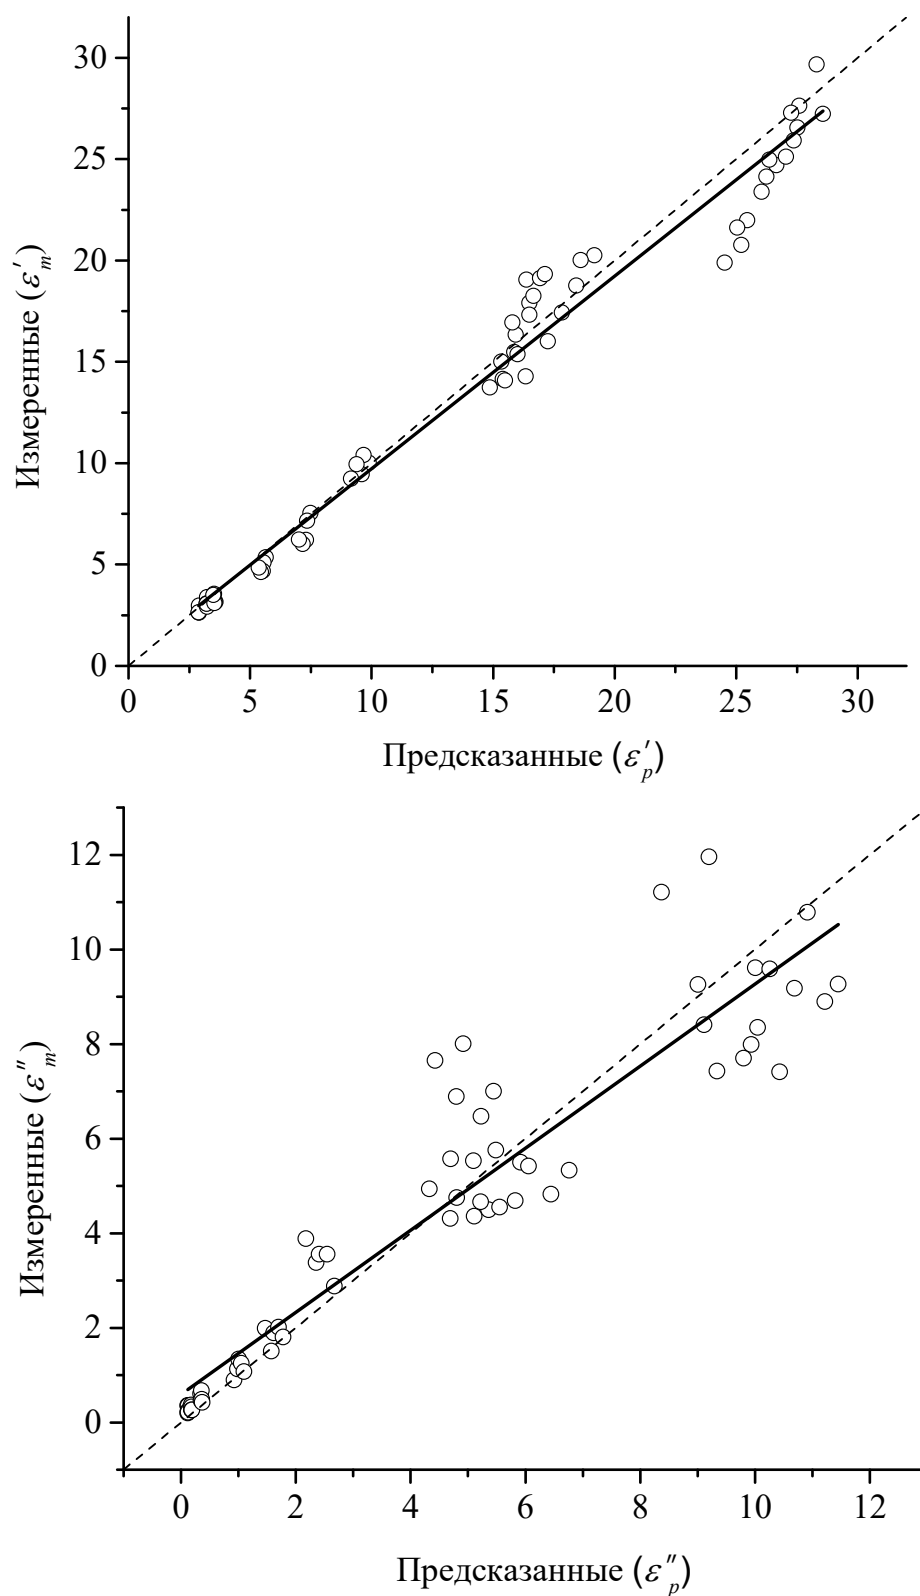 30
25
20
15
10
5
0
Измеренные (ε′m)
0 5 10 15 20 25 30
Предсказанные (ε′p)
12
10
8
6
4
2
0
Измеренные (ε″m)
0 2 4 6 8 10 12
Предсказанные (ε″p)